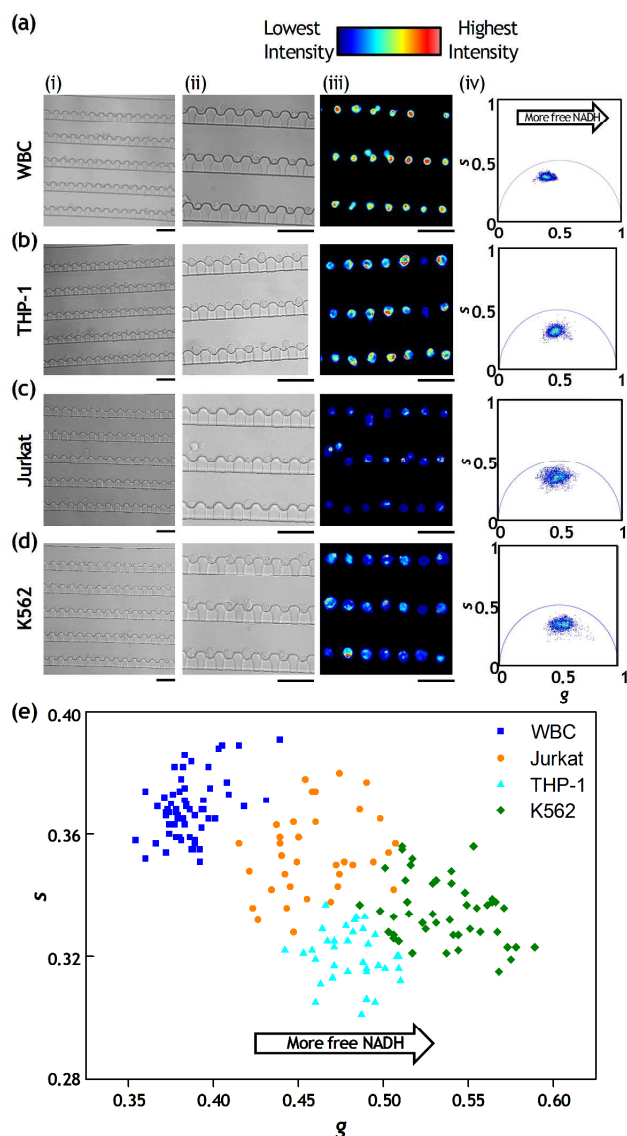 (a)
Lowest Intensity
Highest Intensity
(i) (ii) (iii) (iv)
WBC
s
1
0.5
0
More free NADH
0 0.5 1
(b)
THP-1
s
1
0.5
0
0.5 1
(c)
Jurkat
s
1
0.5
0
0 0.5 1
(d)
K562
s
1
0.5
0
0 0.5 1
g
(e)
s
0.40
0.36
0.32
0.28
WBC
Jurkat
THP-1
K562
More free NADH
0.35 0.40 0.45 0.50 0.55 0.60
g